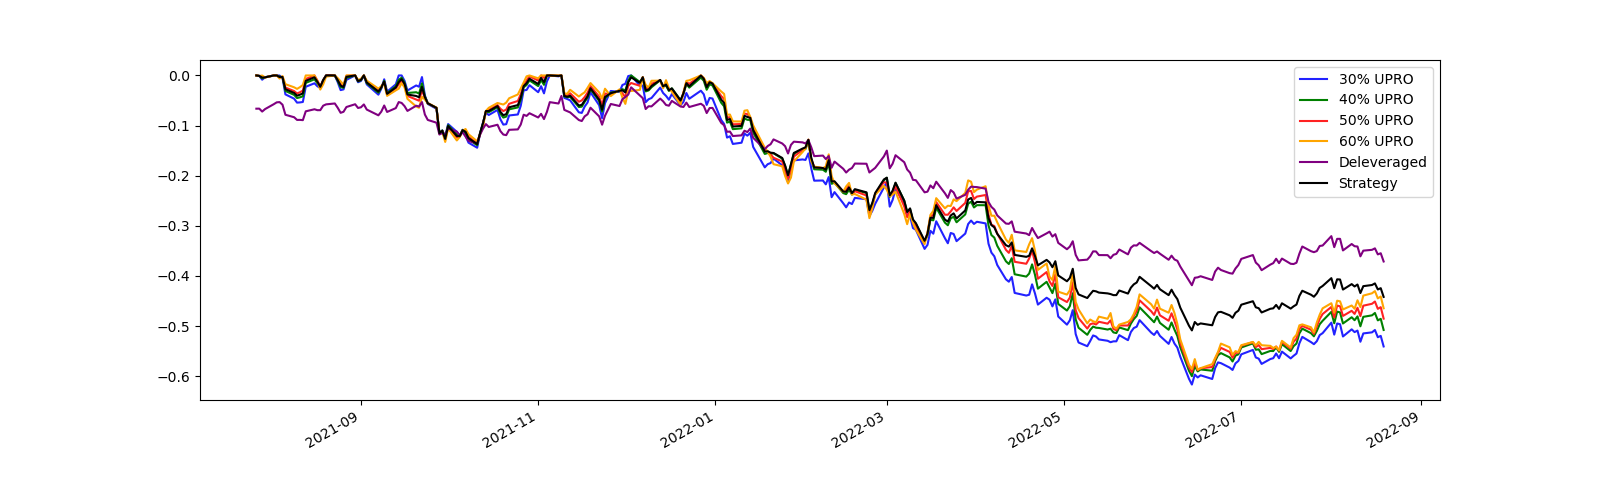 0.0
−0.1
−0.2
−0.3
−0.4
−0.5
−0.6
2021-09
2021-11
2022-01
2022-03
2022-05
2022-07
2022-09
30% UPRO
40% UPRO
50% UPRO
60% UPRO
Deleveraged
Strategy